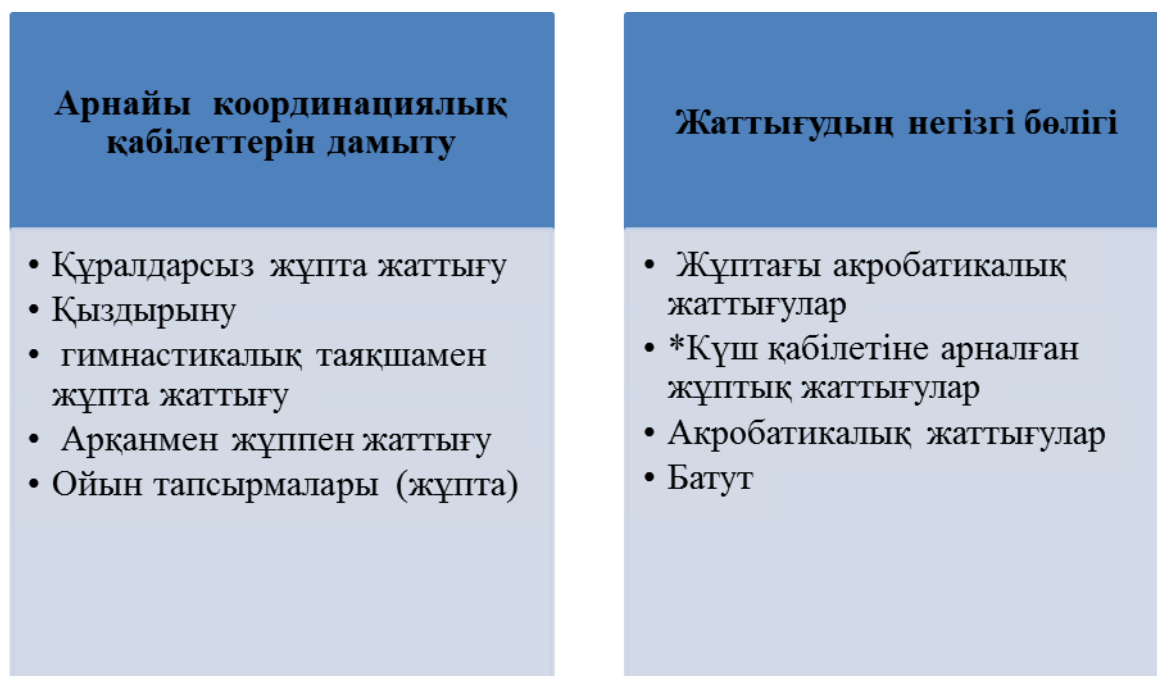 Арнайы координациялық
қабілеттерін дамыту
• Құралдарсыз жұпта жаттығу
• Қыздырыну
• гимнастикалық таяқшамен
жұпта жаттығу
• Арқанмен жұппен жаттығу
• Ойын тапсырмалары (жұпта)
Жаттығудың негізгі бөлігі
• Жұптағы акробатикалық
жаттығулар
• *Күш қабілетіне арналған
жұптық жаттығулар
• Акробатикалық жаттығулар
• Батут